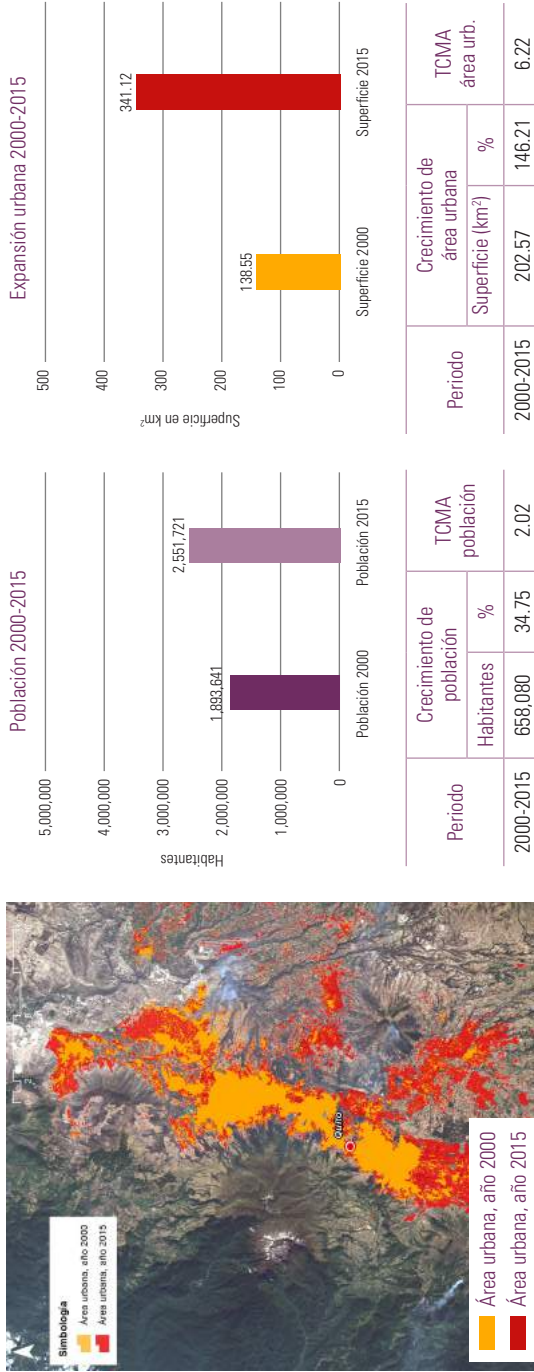 Simbología
Área urbana, año 2000
Área urbana, año 2015
Quito
Área urbana, año 2000
Área urbana, año 2015
Población 2000-2015
Habitantes
5,000,000
4,000,000
3,000,000
2,000,000
1,000,000
0
1,893,641
2,551,721
Población 2000
Población 2015
Periodo
Crecimiento de población
TCMA población
Habitantes
%
2000-2015
658,080
34.75
2.02
Expansión urbana 2000-2015
Superficie en km²
500
400
300
200
100
0
138.55
341.12
Superficie 2000
Superficie 2015
Periodo
Crecimiento de área urbana
TCMA área urb.
Superficie (km²)
%
2000-2015
202.57
146.21
6.22